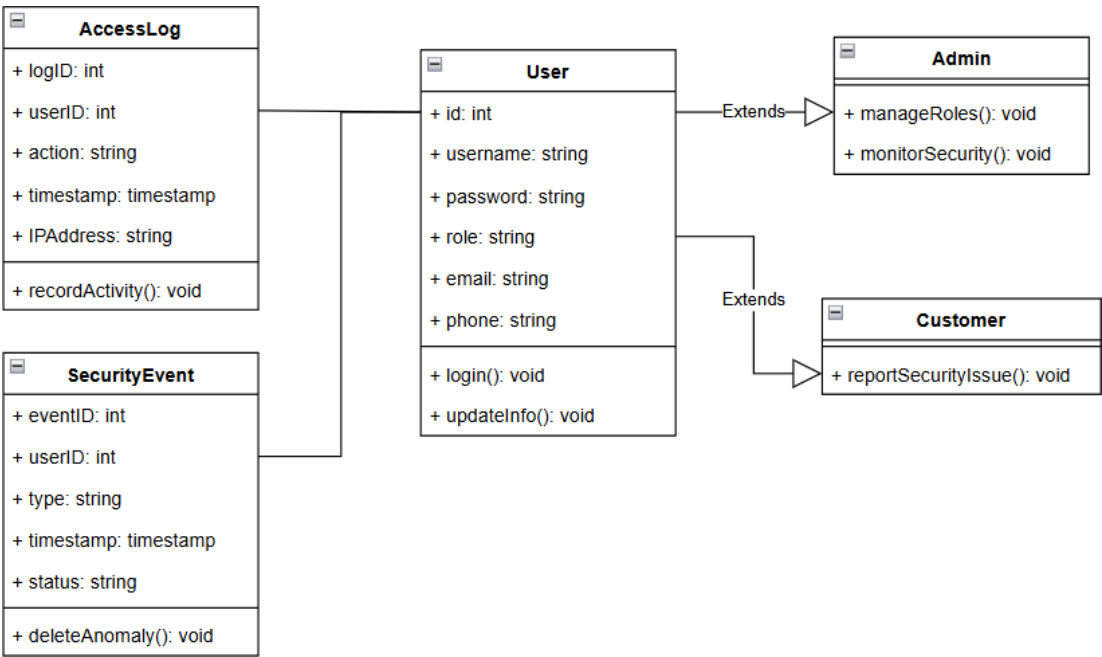 AccessLog
+ logID: int
+ userID: int
+ action: string
+ timestamp: timestamp
+ IPAddress: string
+ recordActivity(): void
SecurityEvent
+ eventID: int
+ userID: int
+ type: string
+ timestamp: timestamp
+ status: string
+ deleteAnomaly(): void
User
+ id: int
+ username: string
+ password: string
+ role: string
+ email: string
+ phone: string
+ login(): void
+ updateInfo(): void
Extends
Extends
Admin
+ manageRoles(): void
+ monitorSecurity(): void
Customer
+ reportSecurityIssue(): void